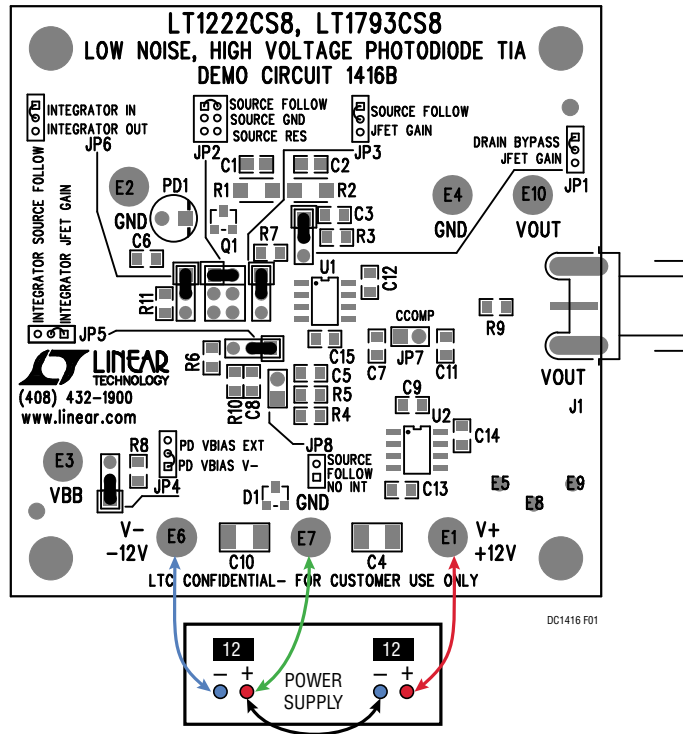 LT1222CS8, LT1793CS8
LOW NOISE, HIGH VOLTAGE PHOTODIODE TIA
DEMO CIRCUIT 1416B
INTEGRATOR IN
INTEGRATOR OUT
JP6
SOURCE FOLLOW
SOURCE GND
SOURCE RES
JP2
SOURCE FOLLOW
JFET GAIN
JP3
DRAIN BYPASS
JFET GAIN
JP1
INTEGRATOR SOURCE FOLLOW
INTEGRATOR JFET GAIN
JP5
E2
GND
PD1
C1
C2
R1
R2
C3
R3
Q1
R7
C6
R11
U1
C12
E4
GND
E10
VOUT
CCOMP
JP7
C7
C11
R9
VOUT
J1
C15
R6
R10
C8
C5
R5
R4
C9
U2
C14
C13
LINEAR
TECHNOLOGY
(408) 432-1900
www.linear.com
E3
VBB
R8
PD VBIAS EXT
PD VBIAS V-
JP4
JP8
SOURCE
FOLLOW
NO INT
D1
GND
E5
E8
E9
V-
-12V
E6
C10
E7
C4
E1
V+
+12V
LTC CONFIDENTIAL- FOR CUSTOMER USE ONLY
DC1416 F01
12
12
– +
– +
POWER
SUPPLY